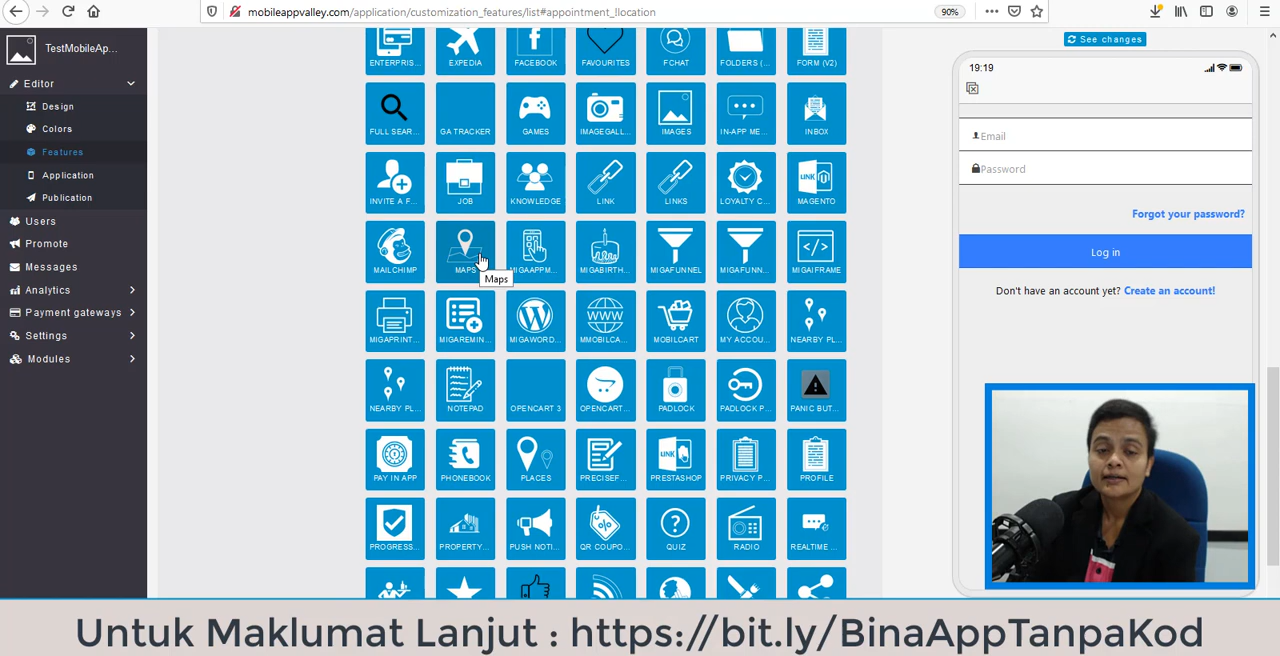 mobileappvalley.com/application/customization_features/list#appointment_llocation
90%
TestMobileAp...
Editor
Design
Colors
Features
Application
Publication
Users
Promote
Messages
Analytics
Payment gateways
Settings
Modules
ENTERPRIS...
EXPEDIA
FACEBOOK
FAVOURITES
FCHAT
FOLDERS (...
FORM (V2)
FULL SEAR...
GA TRACKER
GAMES
IMAGEGALL...
IMAGES
IN-APP ME...
INBOX
INVITE A F...
JOB
KNOWLEDGE
LINK
LINKS
LOYALTY C...
LINK
MAGENTO
MAILCHIMP
MAPS
MIGAAPPM...
MIGABIRTH...
MIGAFUNNEL
MIGAFUNN...
MIGAIFRAME
Maps
MIGAPRINT...
MIGAREMIN...
MIGAWORD...
WWW
MMOBILCA...
MOBILCART
MY ACCOU...
NEARBY PL...
NEARBY PL...
NOTEPAD
OPENCART 3
OPENCART...
PADLOCK
PADLOCK P...
PANIC BUT...
PAY IN APP
PHONEBOOK
PLACES
PRECISEF...
LINK
PRESTASHOP
PRIVACY P...
PROFILE
PROGRESS...
PROPERTY...
PUSH NOTI...
QR COUPO...
QUIZ
RADIO
REALTIME ...
See changes
19:19
Email
Password
Forgot your password?
Log in
Don't have an account yet? Create an account!
Untuk Maklumat Lanjut : https://bit.ly/BinaAppTanpaKod